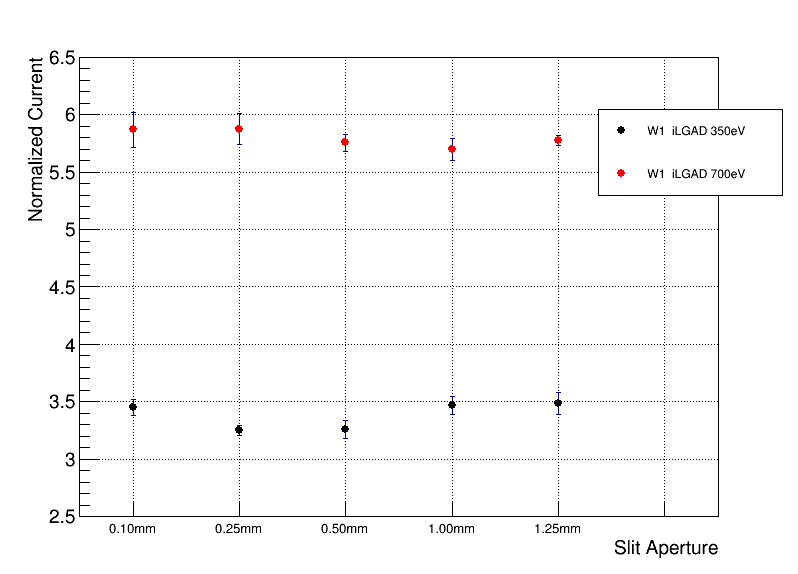 Normalized Current
6.5
6
5.5
5
4.5
4
3.5
3
2.5
W1 iLGAD 350eV
W1 iLGAD 700eV
0.10mm 0.25mm 0.50mm 1.00mm 1.25mm
Slit Aperture